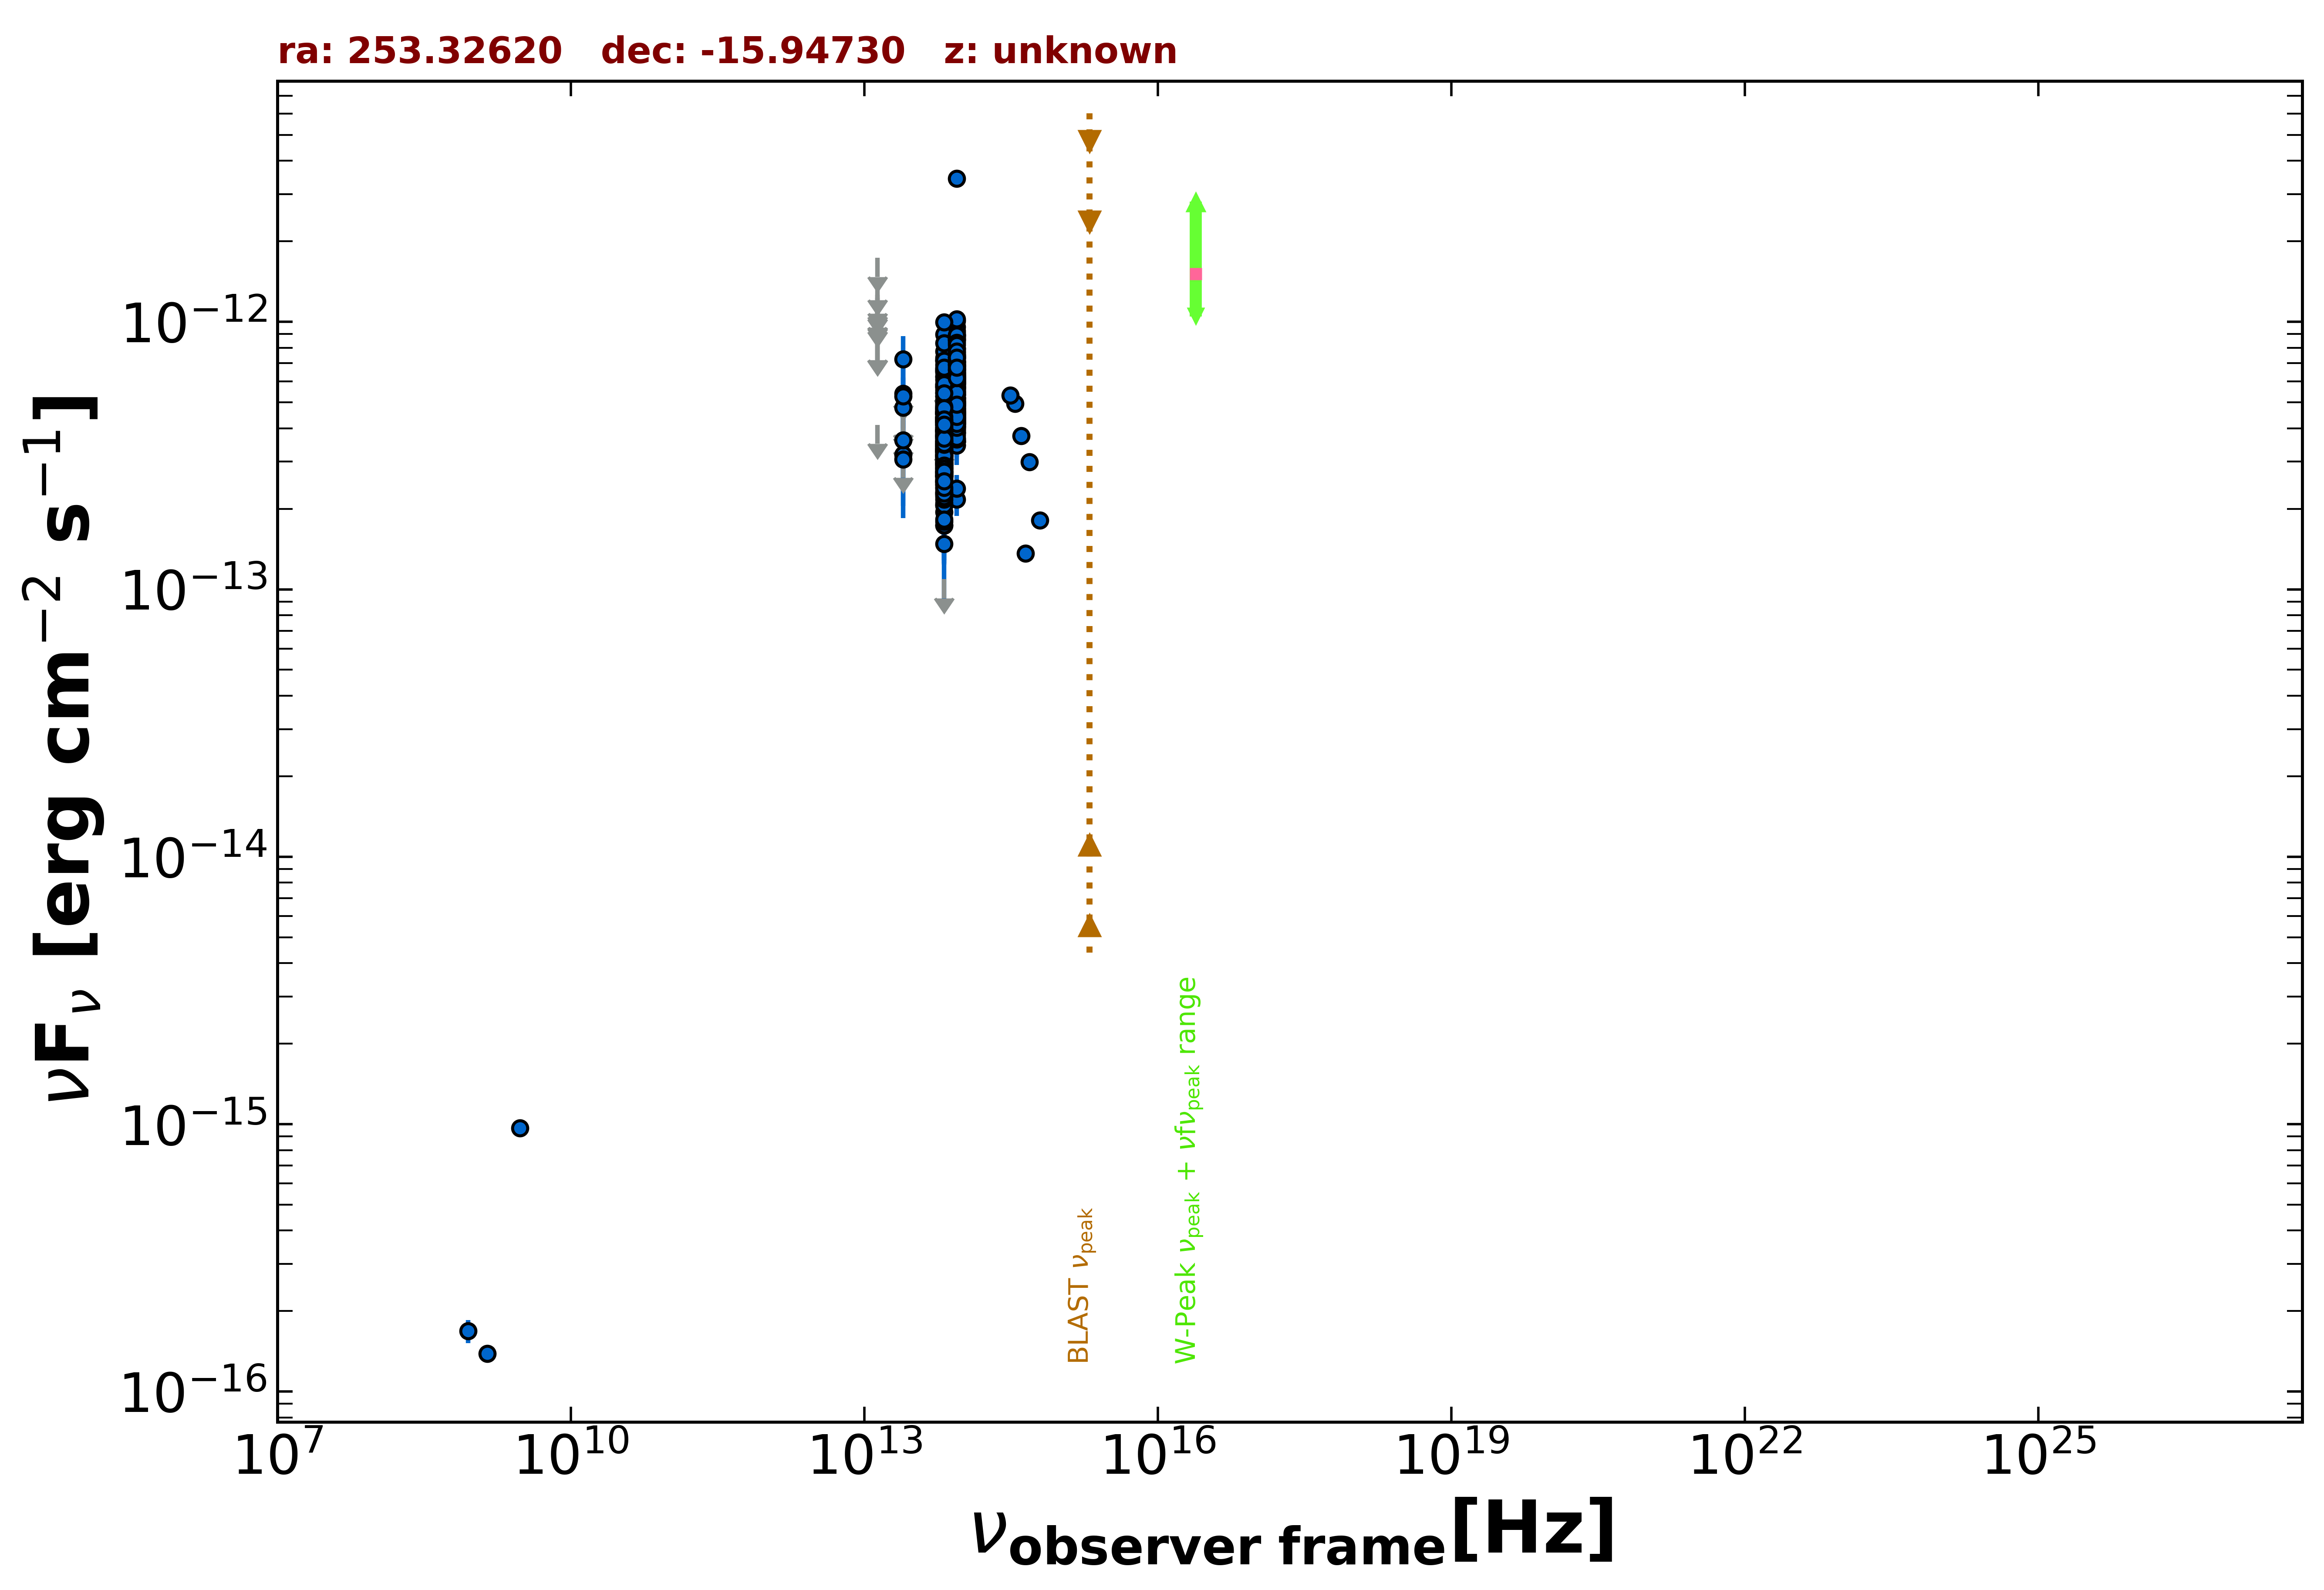 ra: 253.32620   dec: -15.94730   z: unknown
νFν [erg cm⁻² s⁻¹]
10⁻¹²
10⁻¹³
10⁻¹⁴
10⁻¹⁵
10⁻¹⁶
BLAST νpeak
W-Peak νpeak + νfνpeak range
10⁷ 10¹⁰ 10¹³ 10¹⁶ 10¹⁹ 10²² 10²⁵
νobserver frame[Hz]